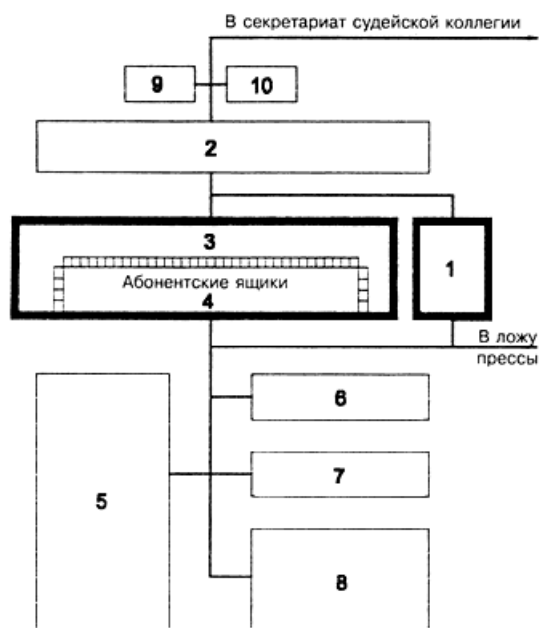 В секретариат судейской коллегии
9
10
2
3
1
Абонентские ящики
4
В ложу
прессы
6
5
7
8